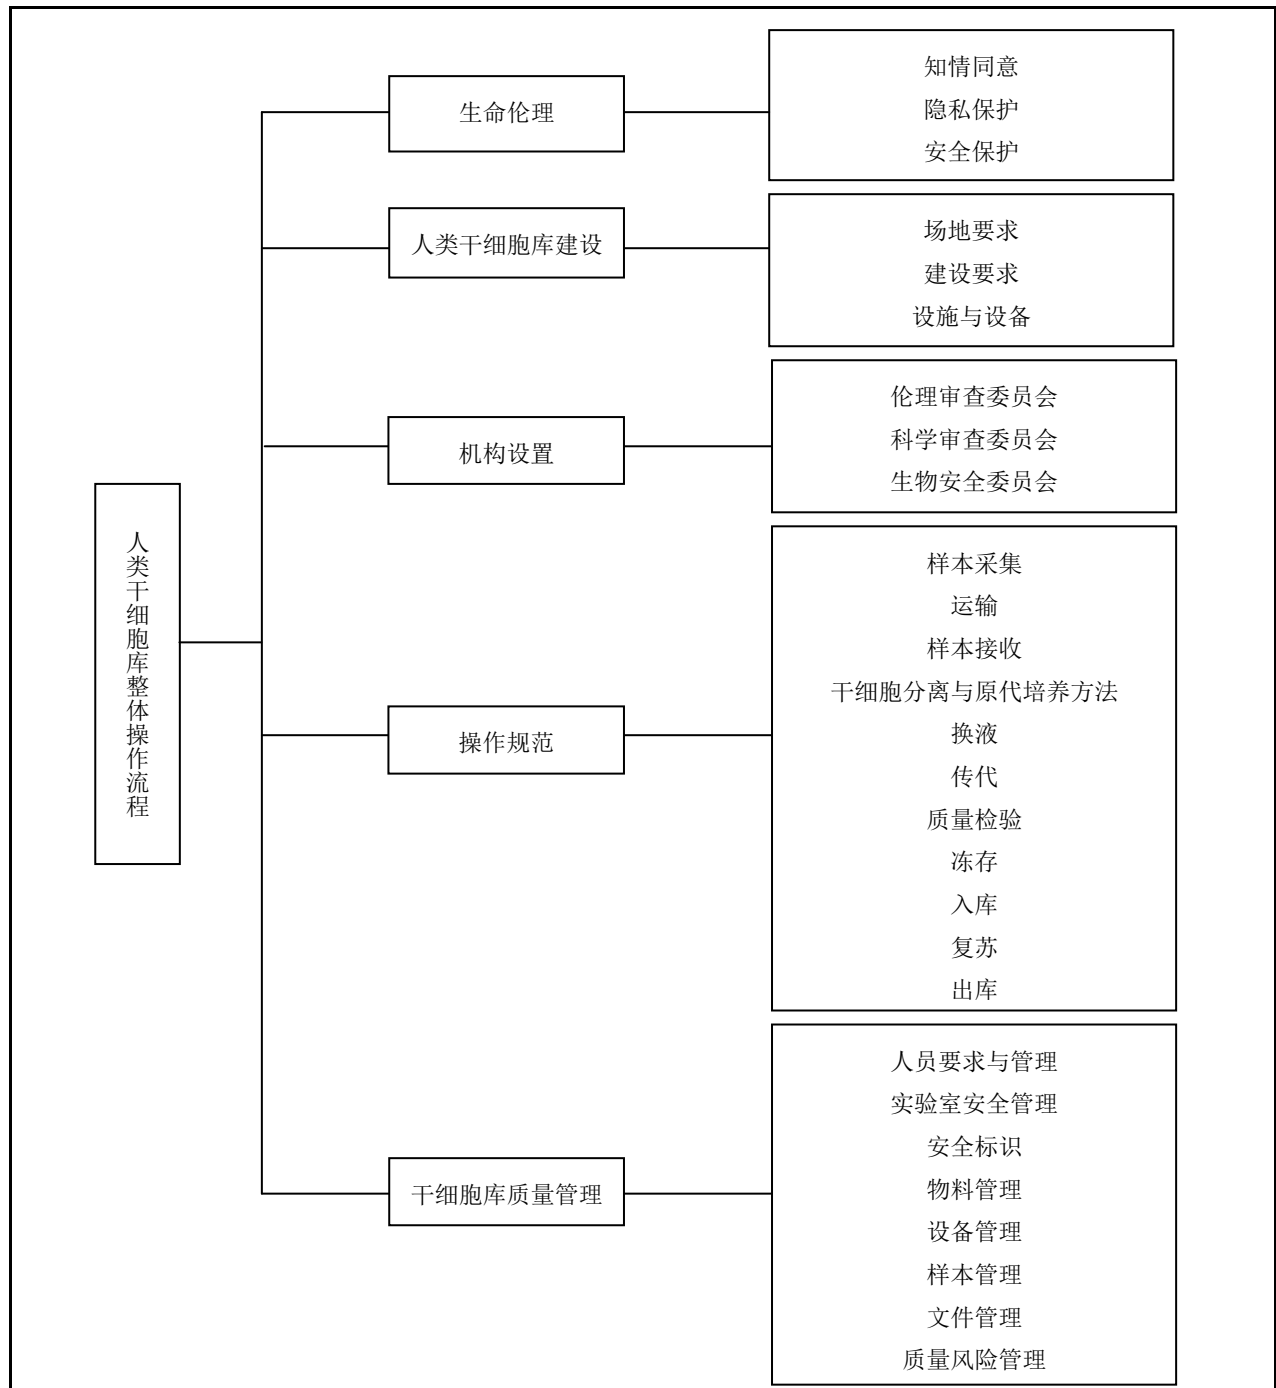 人类干细胞库整体操作流程
生命伦理
知情同意
隐私保护
安全保护
人类干细胞库建设
场地要求
建设要求
设施与设备
机构设置
伦理审查委员会
科学审查委员会
生物安全委员会
操作规范
样本采集
运输
样本接收
干细胞分离与原代培养方法
换液
传代
质量检验
冻存
入库
复苏
出库
干细胞库质量管理
人员要求与管理
实验室安全管理
安全标识
物料管理
设备管理
样本管理
文件管理
质量风险管理